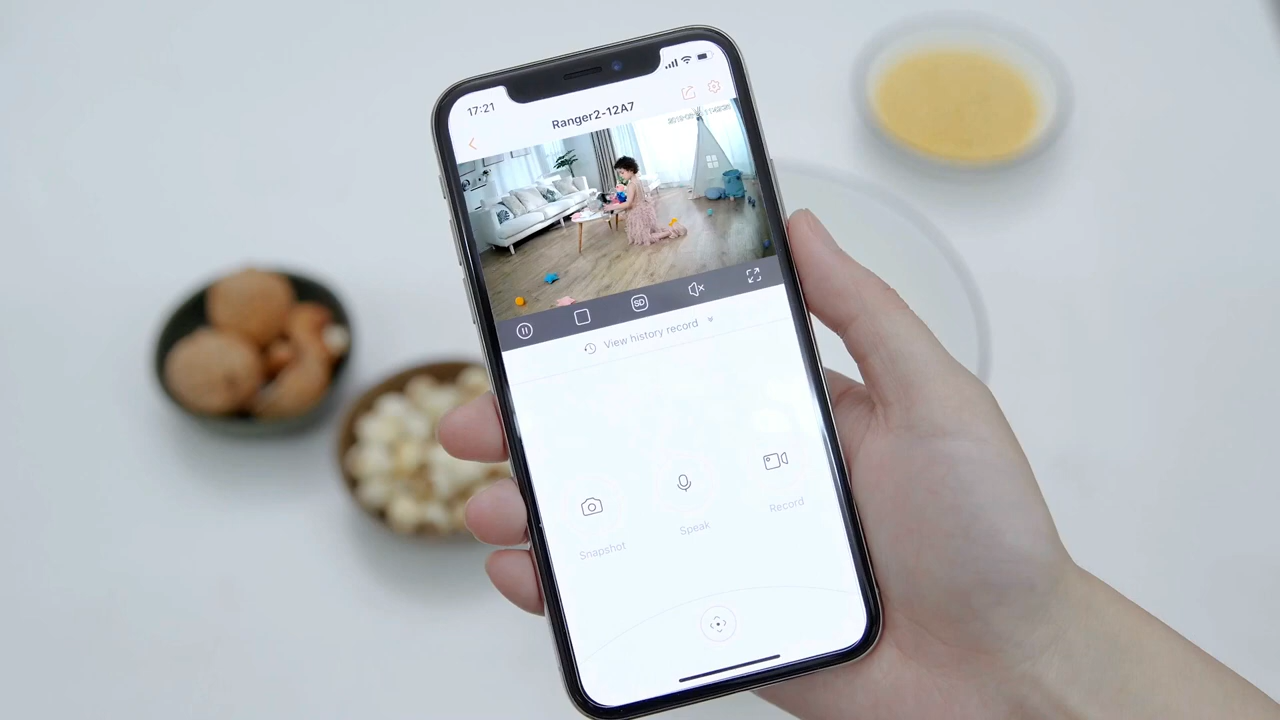 17:21
Ranger2-12A7
SD
View history record
Snapshot
Speak
Record